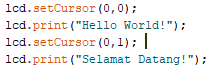 lcd.setCursor(0,0);
lcd.print("Hello World!");
lcd.setCursor(0,1);
lcd.print("Selamat Datang!");